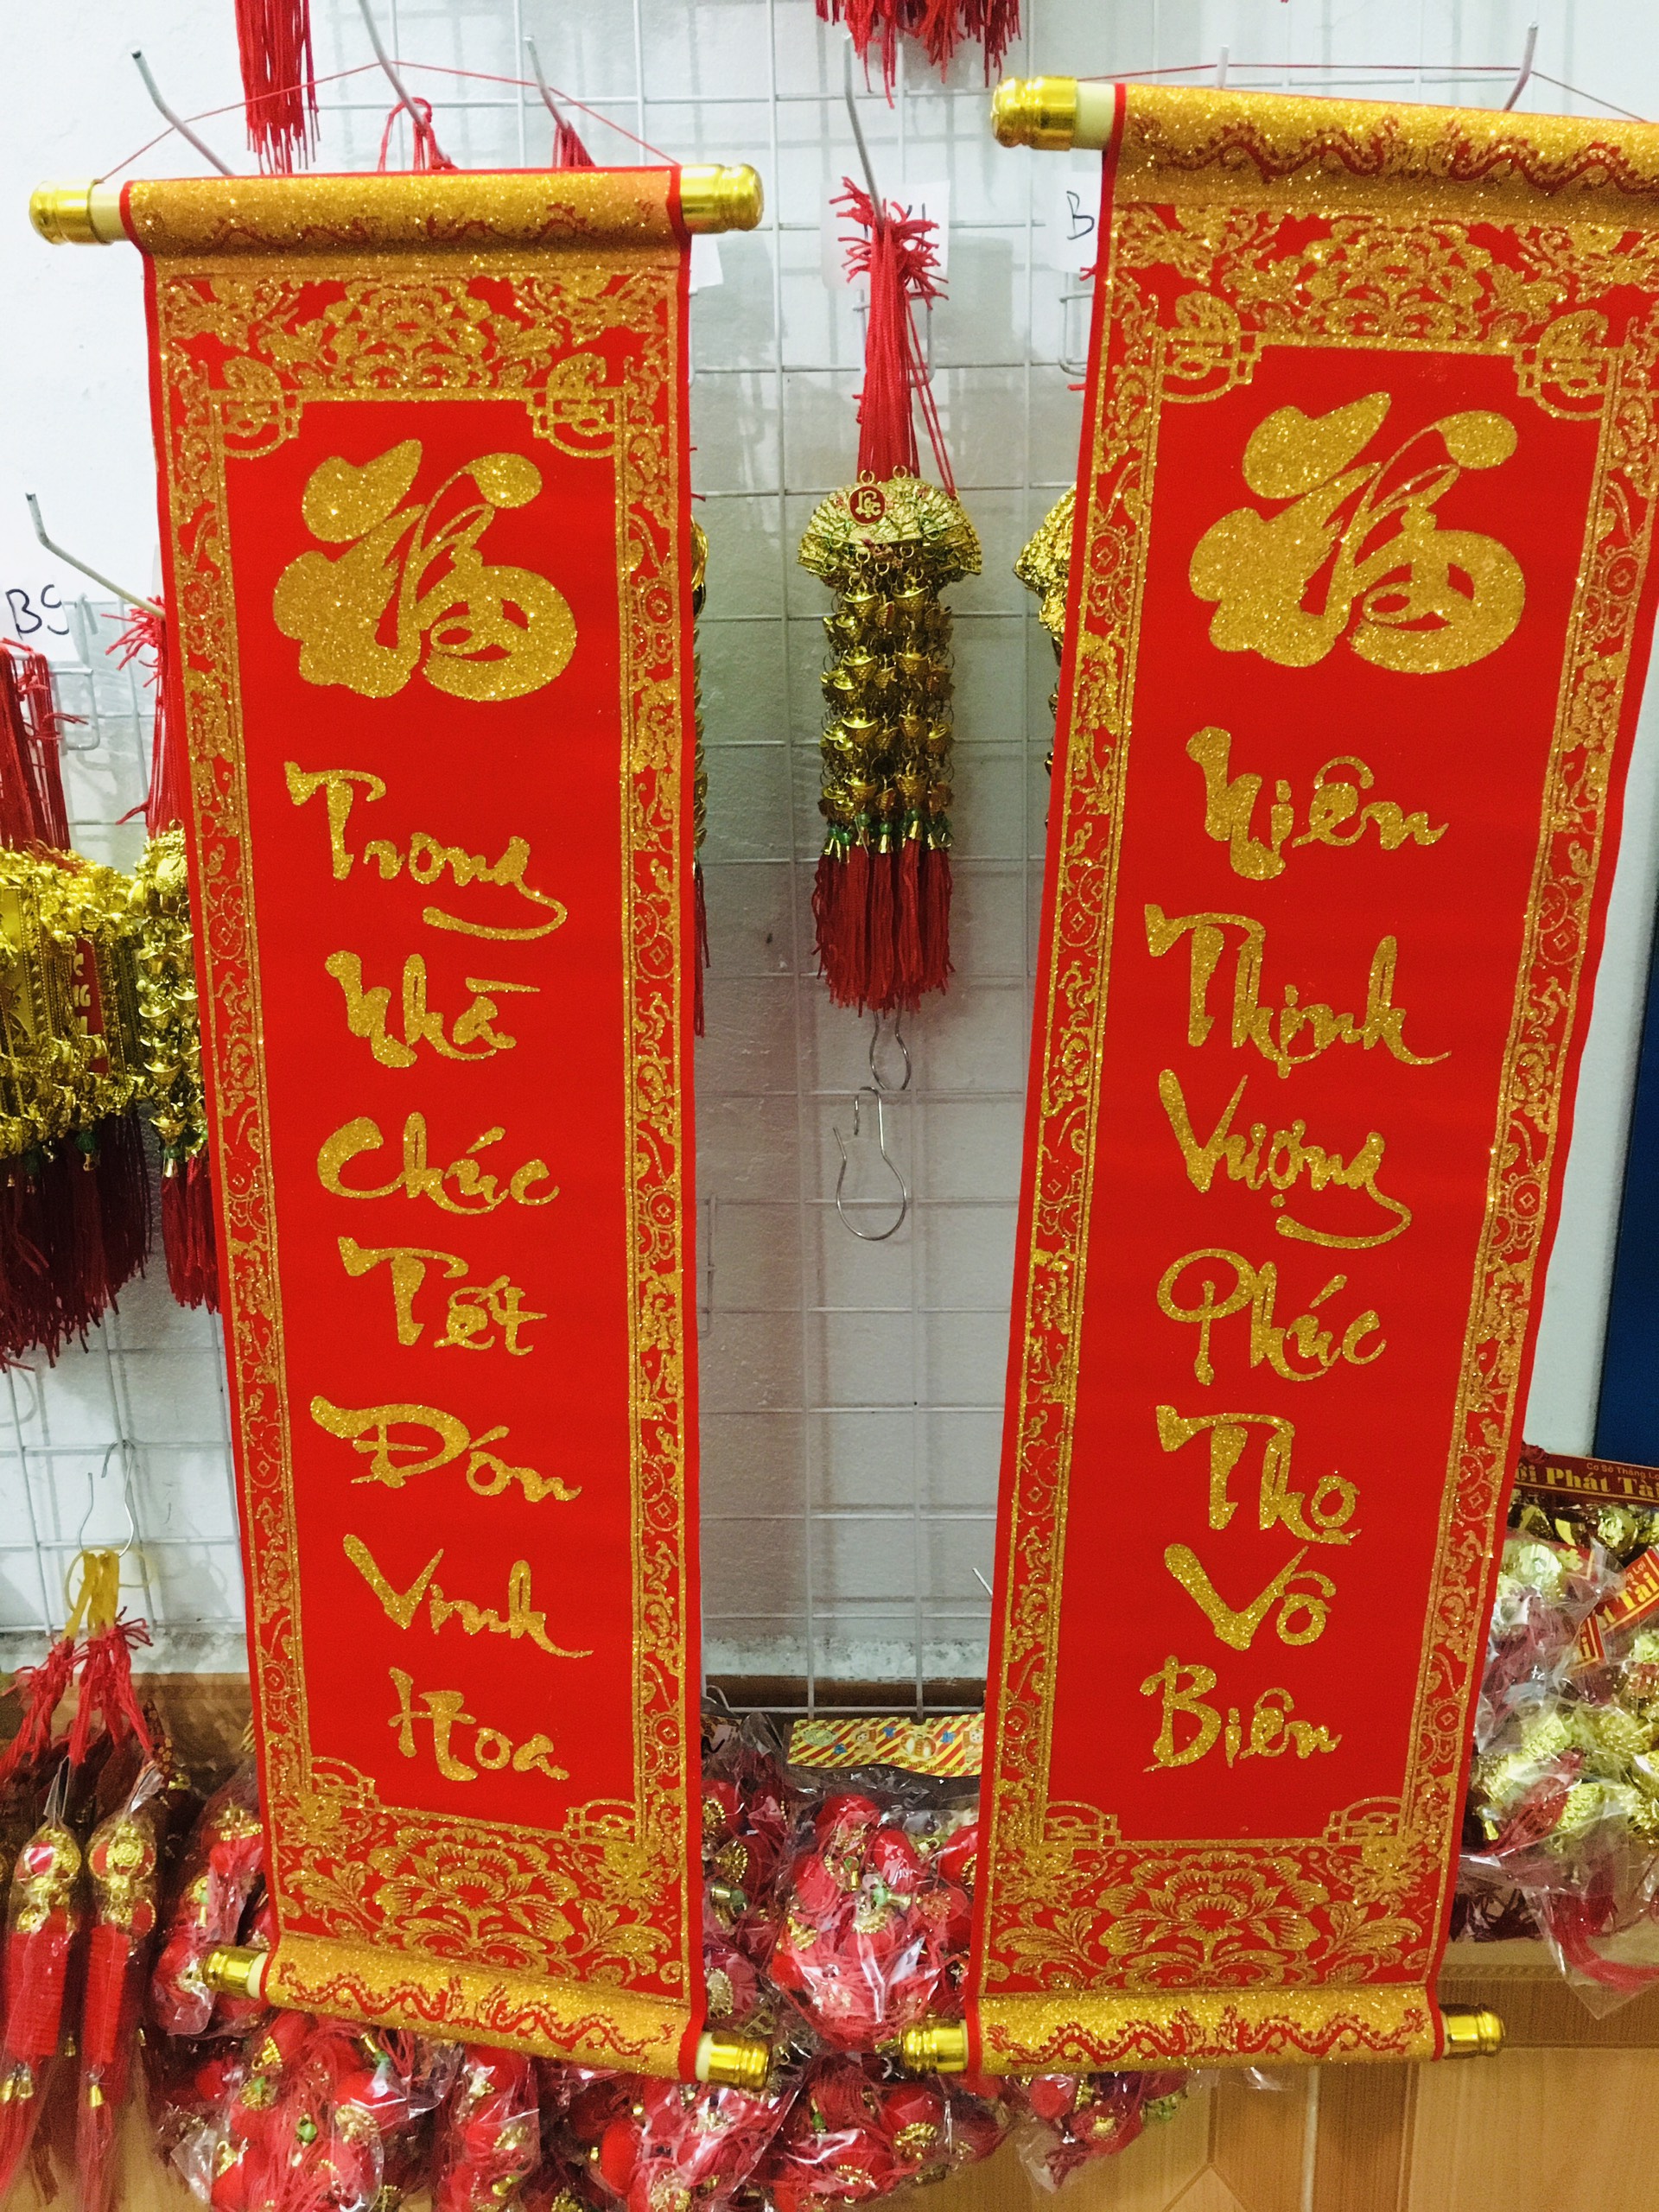 福
Trong
Nhà
Chúc
Tết
Đón
Vinh
Hoa
福
Niên
Thịnh
Vượng
Phúc
Thọ
Vô
Biên
Lộc
B
B9
Cơ Sở Thắng
Phát Tài